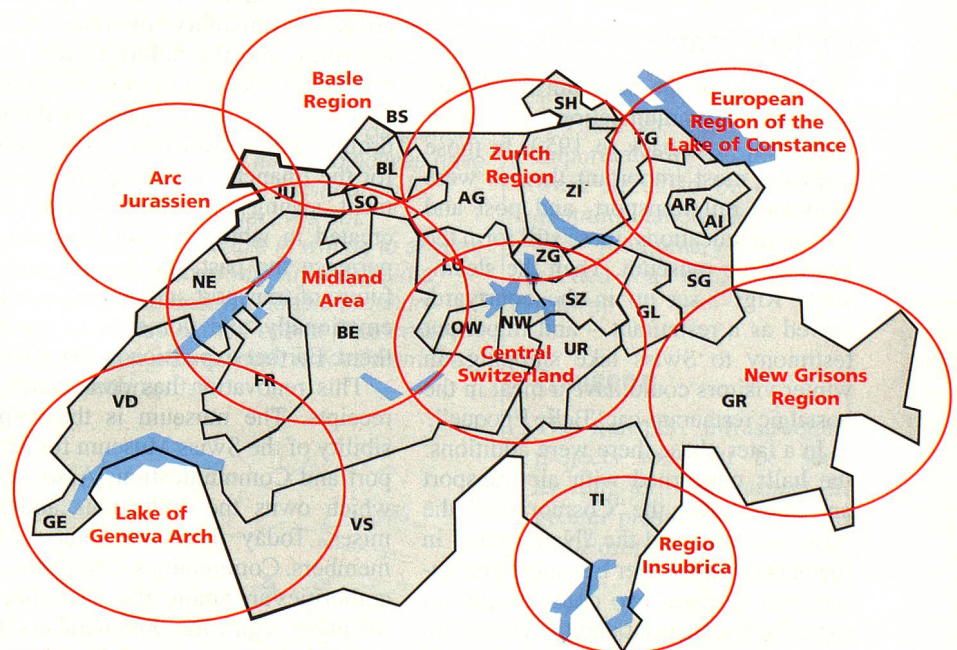 Basle
Region
BS
SH
European
Region of the
Lake of Constance
TG
Arc
Jurassien
JU
BL
SO
Zurich
Region
AG
ZI
AR
AI
NE
Midland
Area
LU
ZG
SZ
SG
BE
OW
NW
UR
GL
Central
Switzerland
VD
FR
New Grisons
Region
GR
GE
Lake of
Geneva Arch
VS
TI
Regio
Insubrica